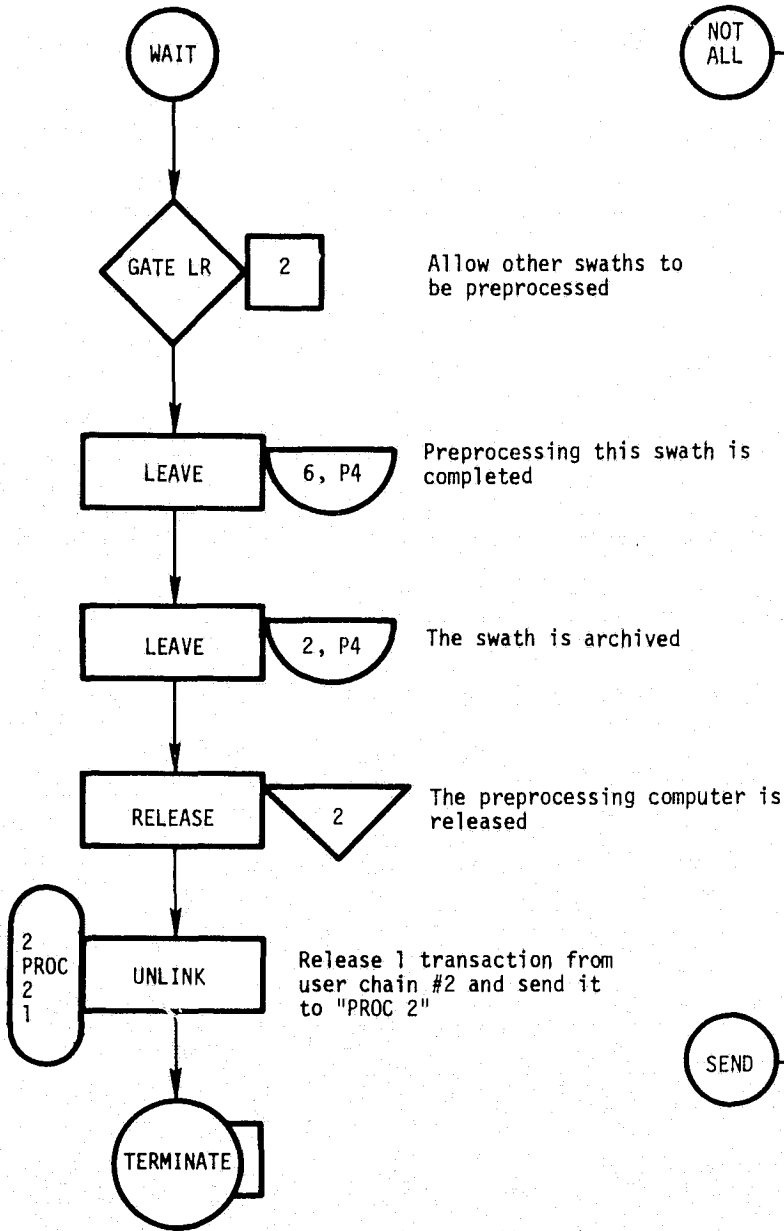 WAIT
NOT
ALL
GATE LR
2
Allow other swaths to
be preprocessed
LEAVE
6, P4
Preprocessing this swath is
completed
LEAVE
2, P4
The swath is archived
RELEASE
2
The preprocessing computer is
released
2
PROC
2
1
UNLINK
Release 1 transaction from
user chain #2 and send it
to "PROC 2"
SEND
TERMINATE